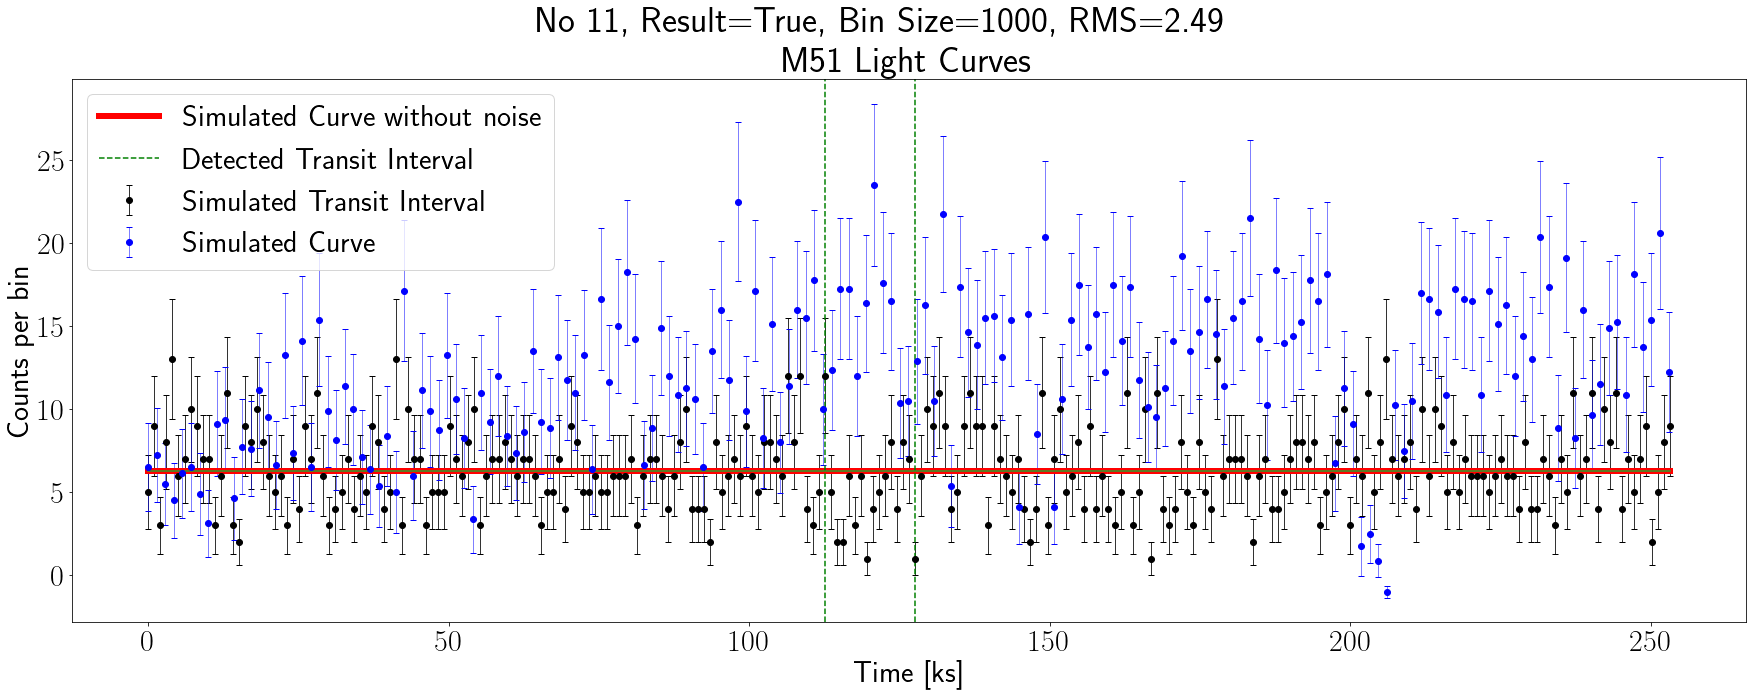 No 11, Result=True, Bin Size=1000, RMS=2.49
M51 Light Curves
Simulated Curve without noise
Detected Transit Interval
Simulated Transit Interval
Simulated Curve
Counts per bin
25
20
15
10
5
0
0 50 100 150 200 250
Time [ks]